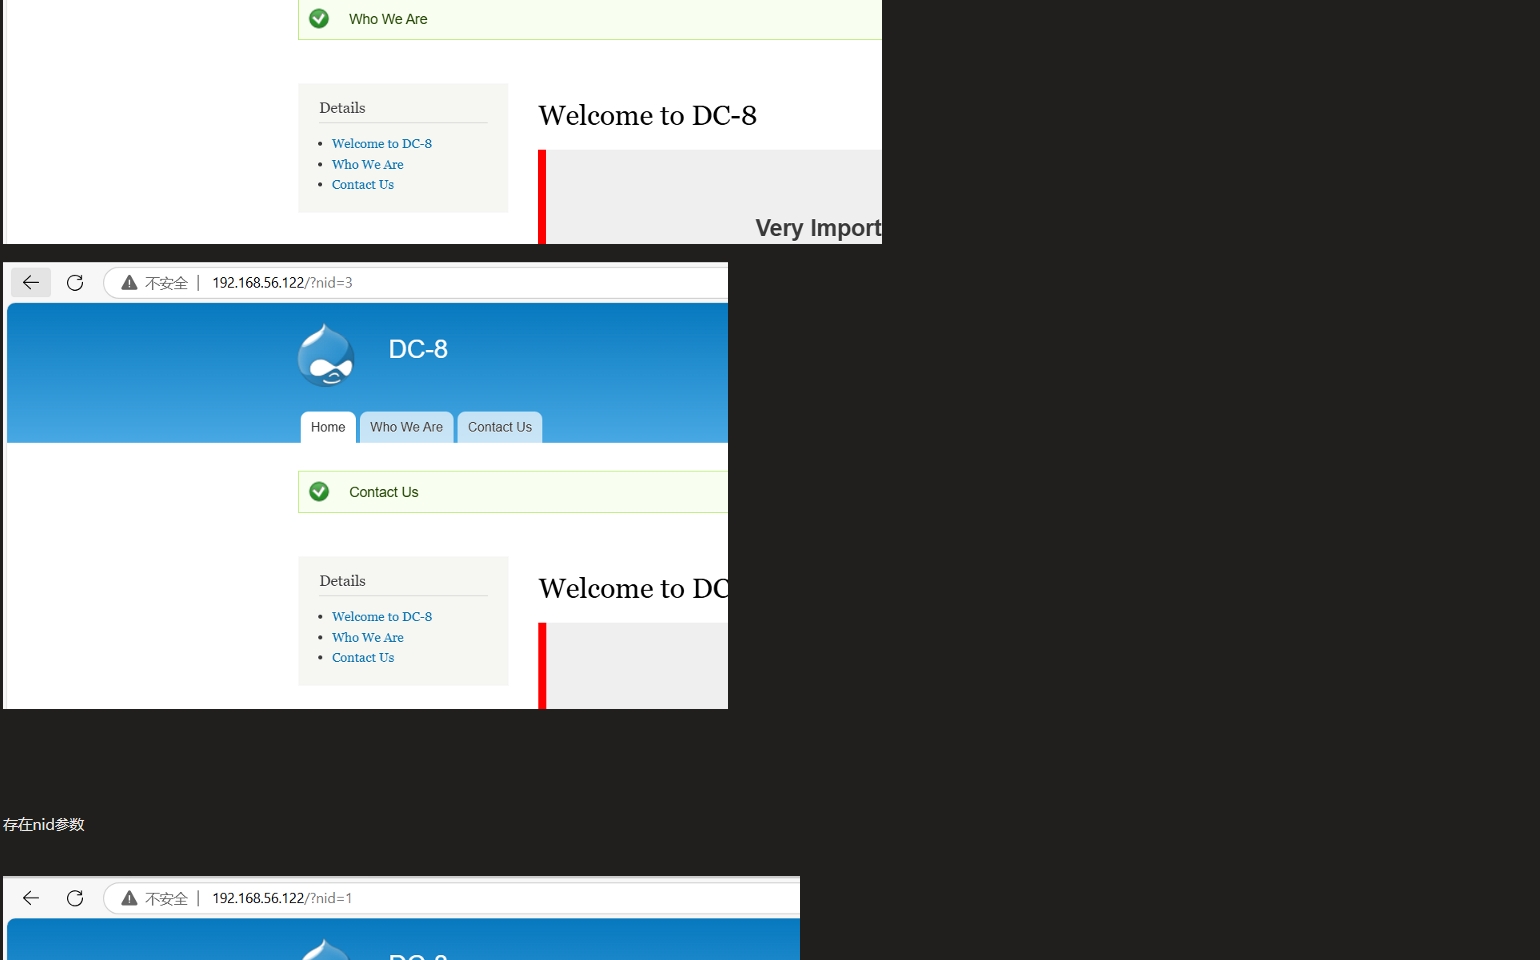 Who We Are
Details
Welcome to DC-8
Who We Are
Contact Us
Welcome to DC-8
Very Import
不安全 | 192.168.56.122/?nid=3
DC-8
Home
Who We Are
Contact Us
Contact Us
Details
Welcome to DC-8
Who We Are
Contact Us
Welcome to DC
存在nid参数
不安全 | 192.168.56.122/?nid=1
DC-8